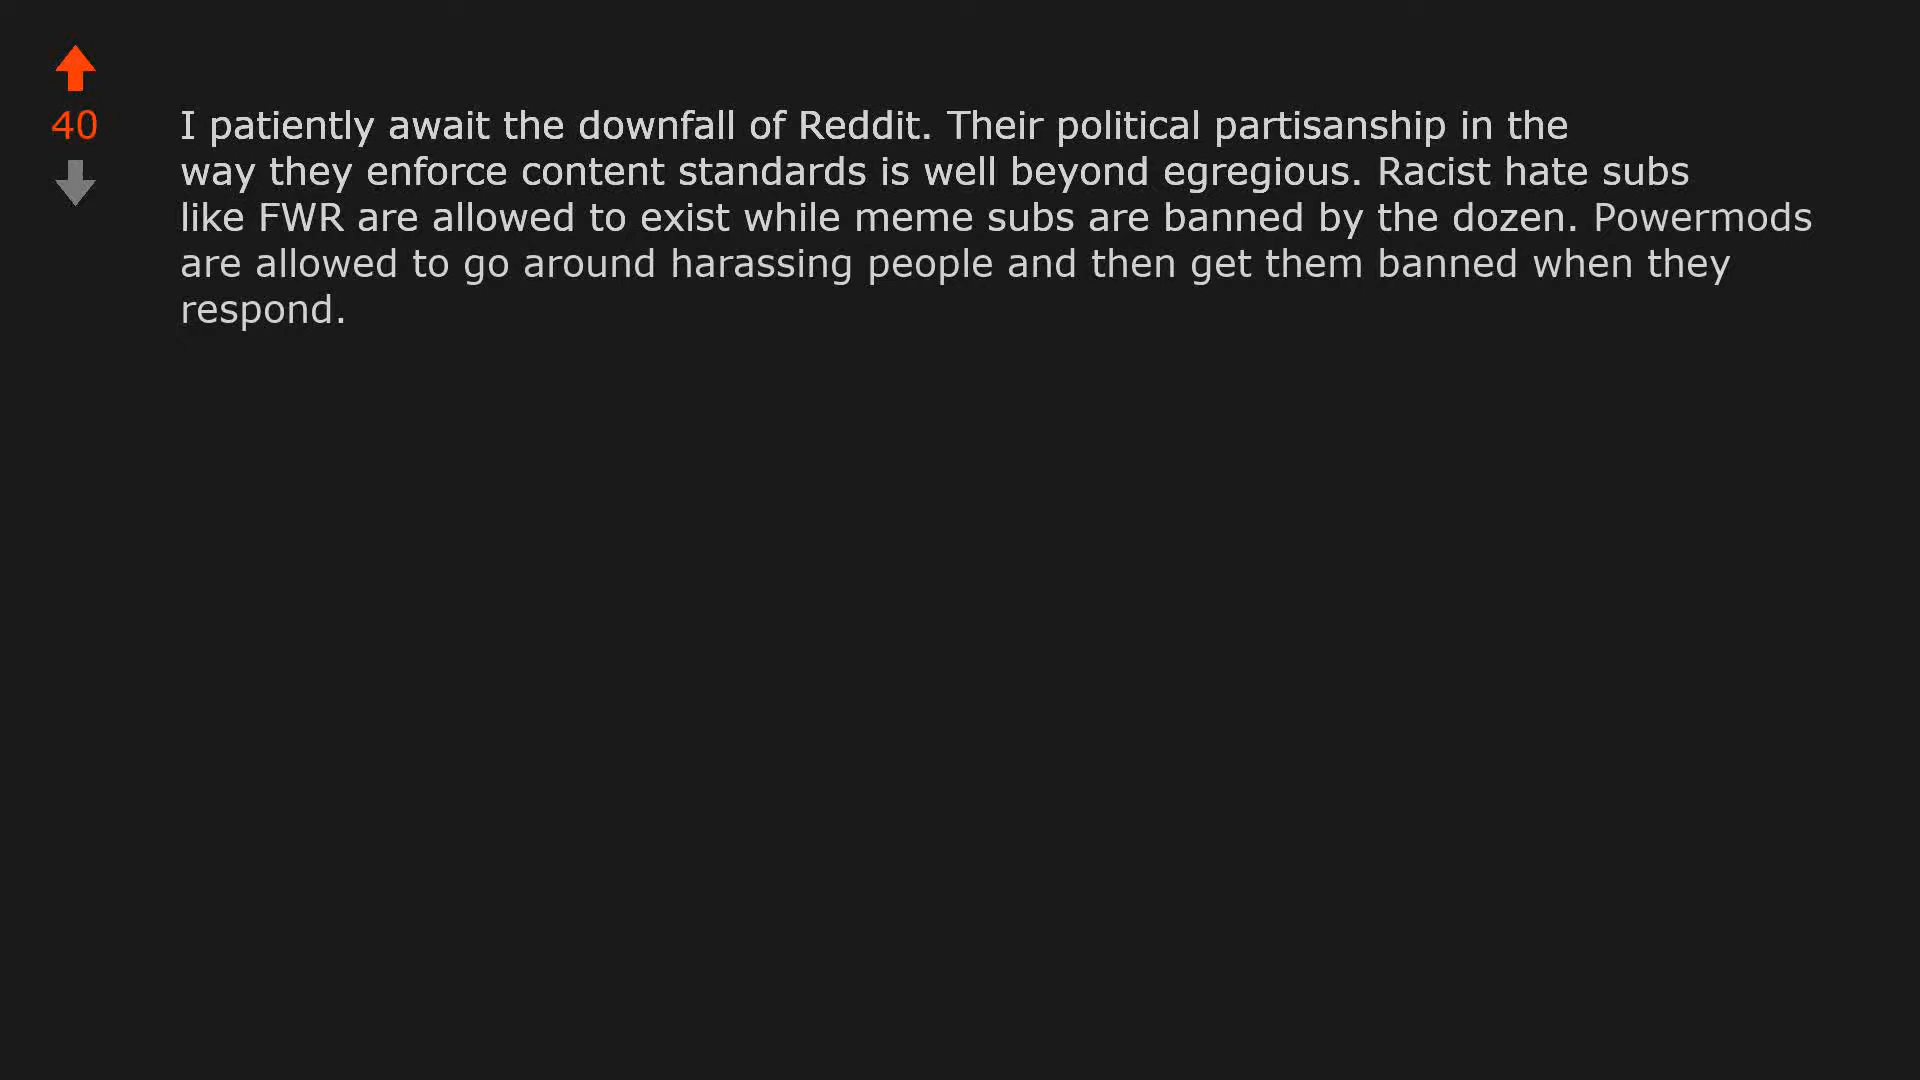 40
I patiently await the downfall of Reddit. Their political partisanship in the
way they enforce content standards is well beyond egregious. Racist hate subs
like FWR are allowed to exist while meme subs are banned by the dozen. Powermods
are allowed to go around harassing people and then get them banned when they
respond.